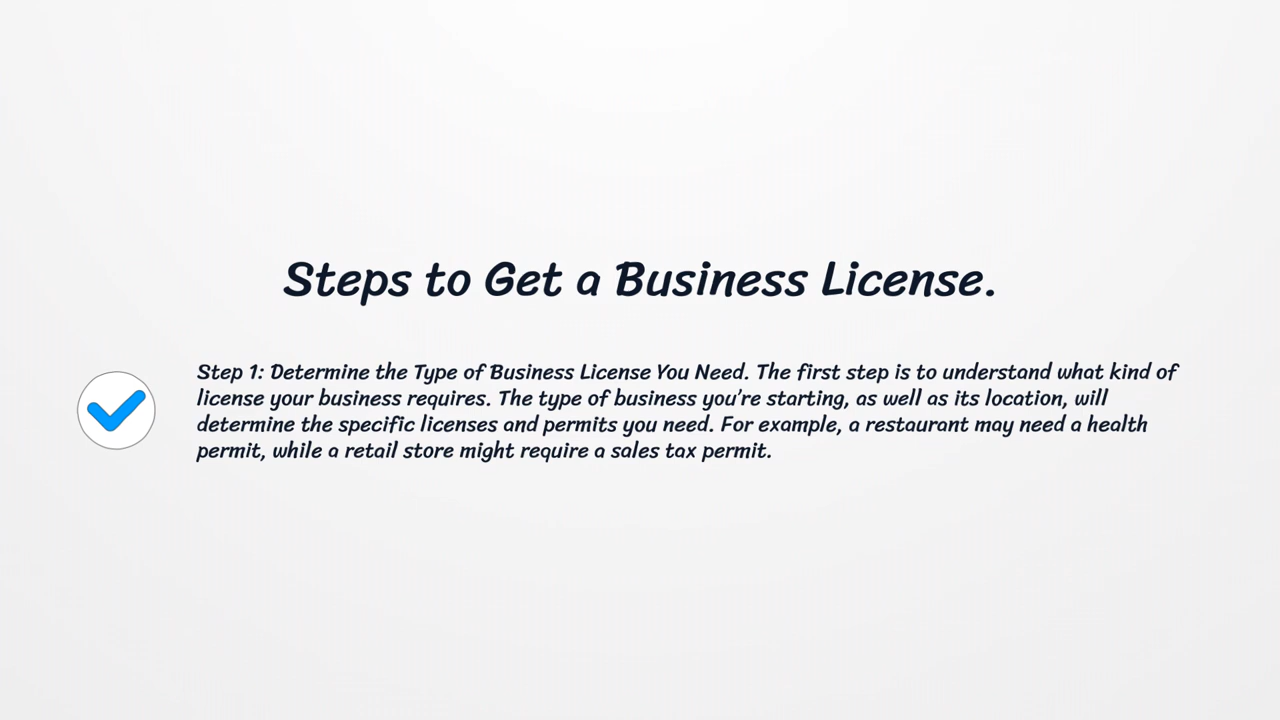 Steps to Get a Business License.
Step 1: Determine the Type of Business License You Need. The first step is to understand what kind of
license your business requires. The type of business you're starting, as well as its location, will
determine the specific licenses and permits you need. For example, a restaurant may need a health
permit, while a retail store might require a sales tax permit.